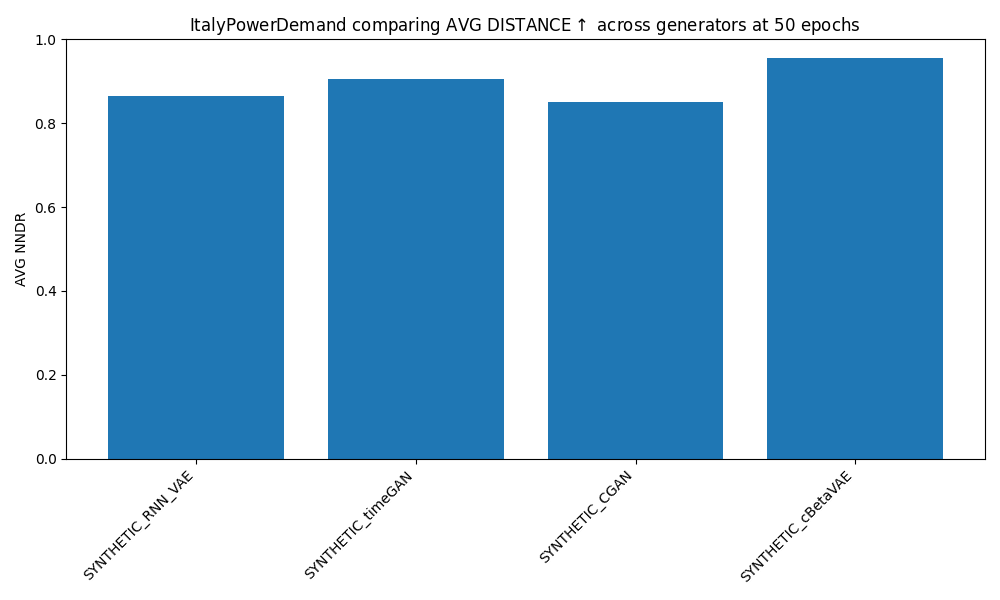 ItalyPowerDemand comparing AVG DISTANCE ↑ across generators at 50 epochs
1.0
0.8
0.6
0.4
0.2
0.0
AVG NNDR
SYNTHETIC_RNN_VAE
SYNTHETIC_timeGAN
SYNTHETIC_CGAN
SYNTHETIC_cBetaVAE